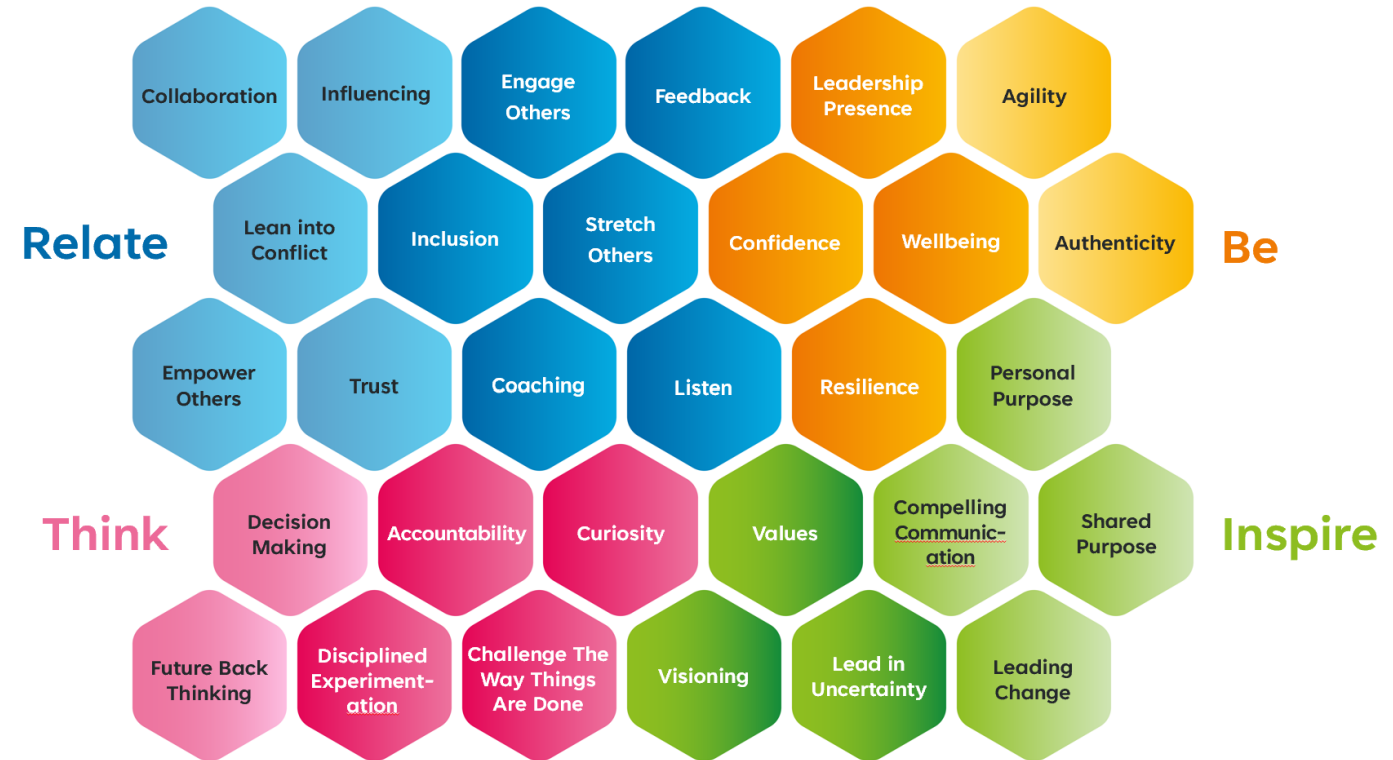 Collaboration
Influencing
Engage
Others
Feedback
Leadership
Presence
Agility
Relate
Lean into
Conflict
Inclusion
Stretch
Others
Confidence
Wellbeing
Authenticity
Be
Empower
Others
Trust
Coaching
Listen
Resilience
Personal
Purpose
Think
Decision
Making
Accountability
Curiosity
Values
Compelling
Communic-
ation
Shared
Purpose
Inspire
Future Back
Thinking
Disciplined
Experiment-
ation
Challenge The
Way Things
Are Done
Visioning
Lead in
Uncertainty
Leading
Change